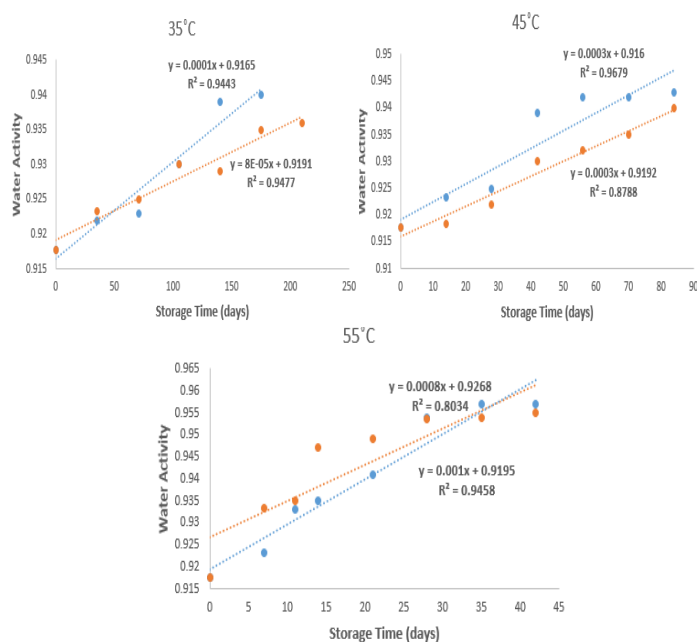 35°C
0.945
0.94
0.935
0.93
0.925
0.92
0.915
Water Activity
y = 0.0001x + 0.9165
R² = 0.9443
y = 8E-05x + 0.9191
R² = 0.9477
0 50 100 150 200 250
Storage Time (days)
45°C
0.95
0.945
0.94
0.935
0.93
0.925
0.92
0.915
0.91
Water Activity
y = 0.0003x + 0.916
R² = 0.9679
y = 0.0003x + 0.9192
R² = 0.8788
0 10 20 30 40 50 60 70 80 90
Storage Time (days)
55°C
0.965
0.96
0.955
0.95
0.945
0.94
0.935
0.93
0.925
0.92
0.915
Water Activity
y = 0.0008x + 0.9268
R² = 0.8034
y = 0.001x + 0.9195
R² = 0.9458
0 5 10 15 20 25 30 35 40 45
Storage Time (days)